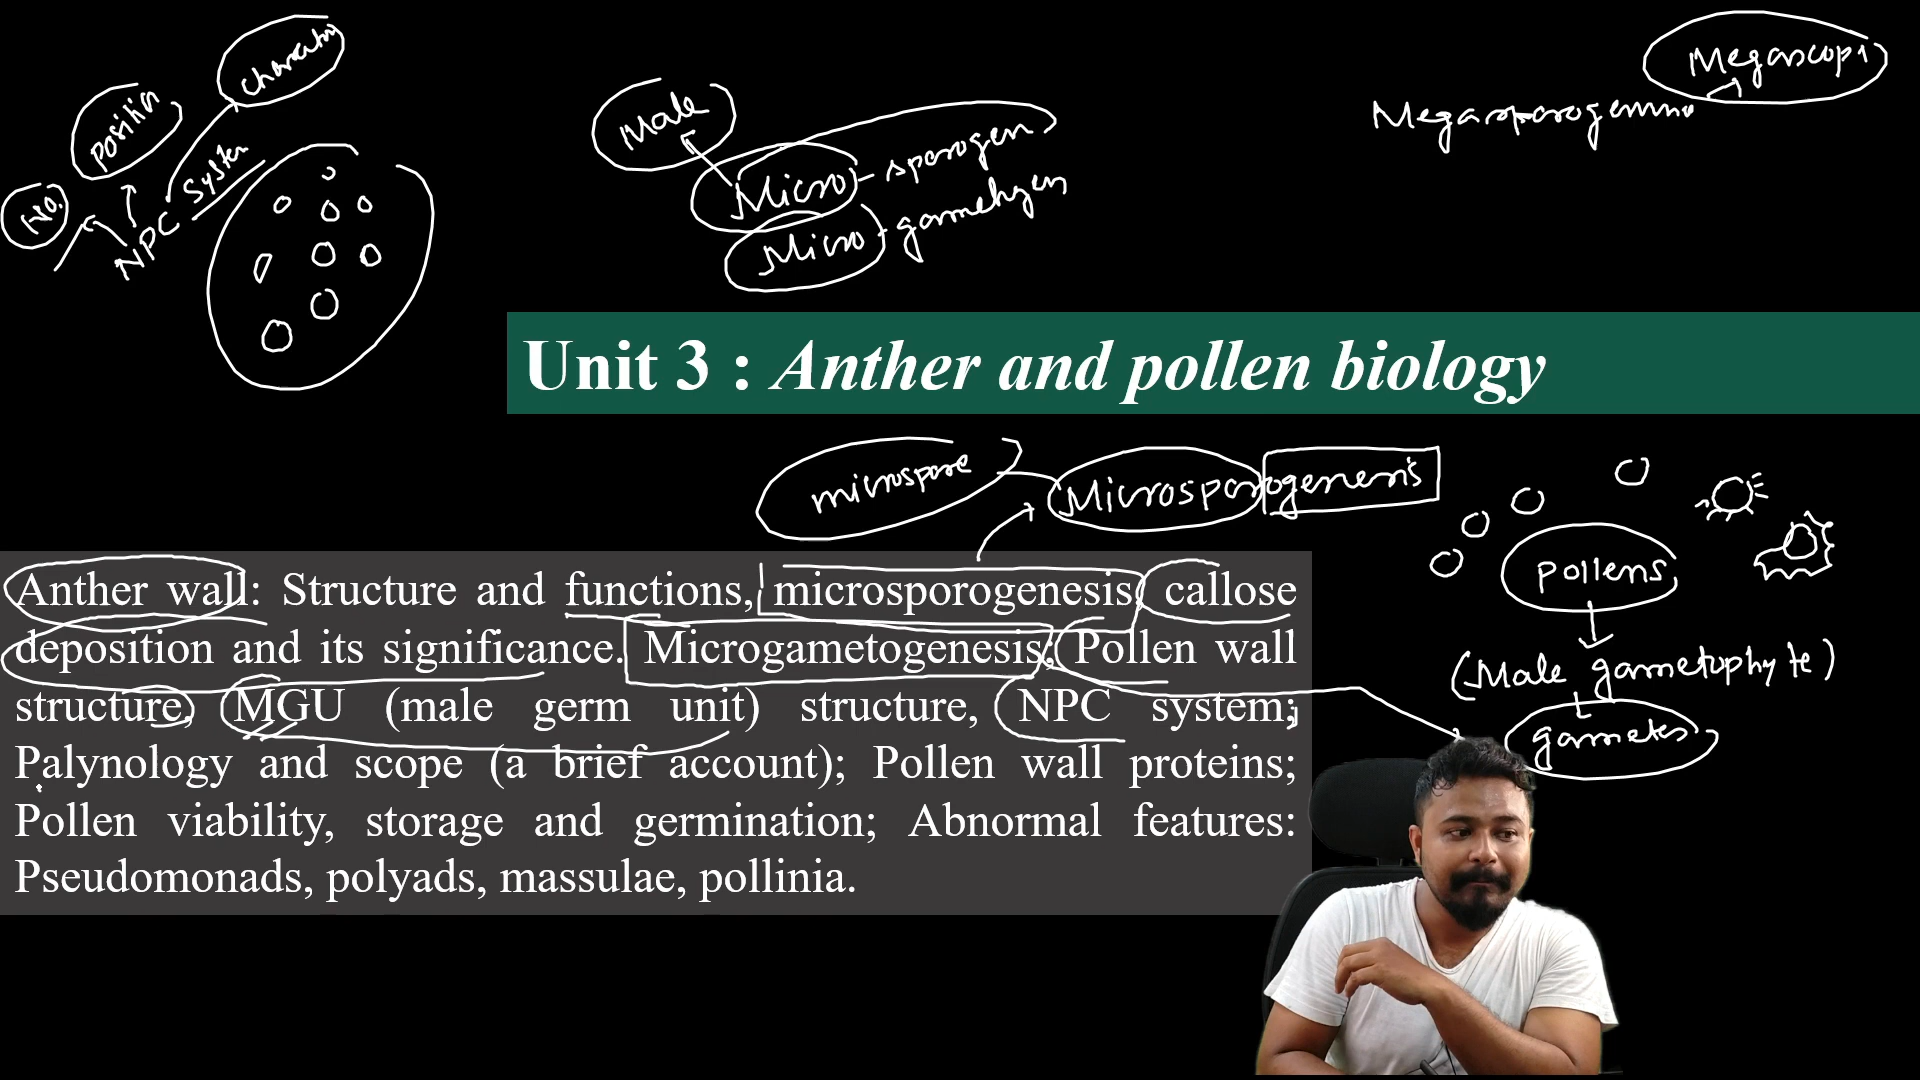 character
position
No.
NPC System
Male
Micro - sporogen
Micro - gametogen
Megascopi
Unit 3 : Anther and pollen biology
microspore
Microsporogenesis
pollens
(Male gametophyte)
gametes
Anther wall: Structure and functions, microsporogenesis, callose
deposition and its significance. Microgametogenesis; Pollen wall
structure, MGU (male germ unit) structure, NPC system;
Palynology and scope (a brief account); Pollen wall proteins;
Pollen viability, storage and germination; Abnormal features:
Pseudomonads, polyads, massulae, pollinia.